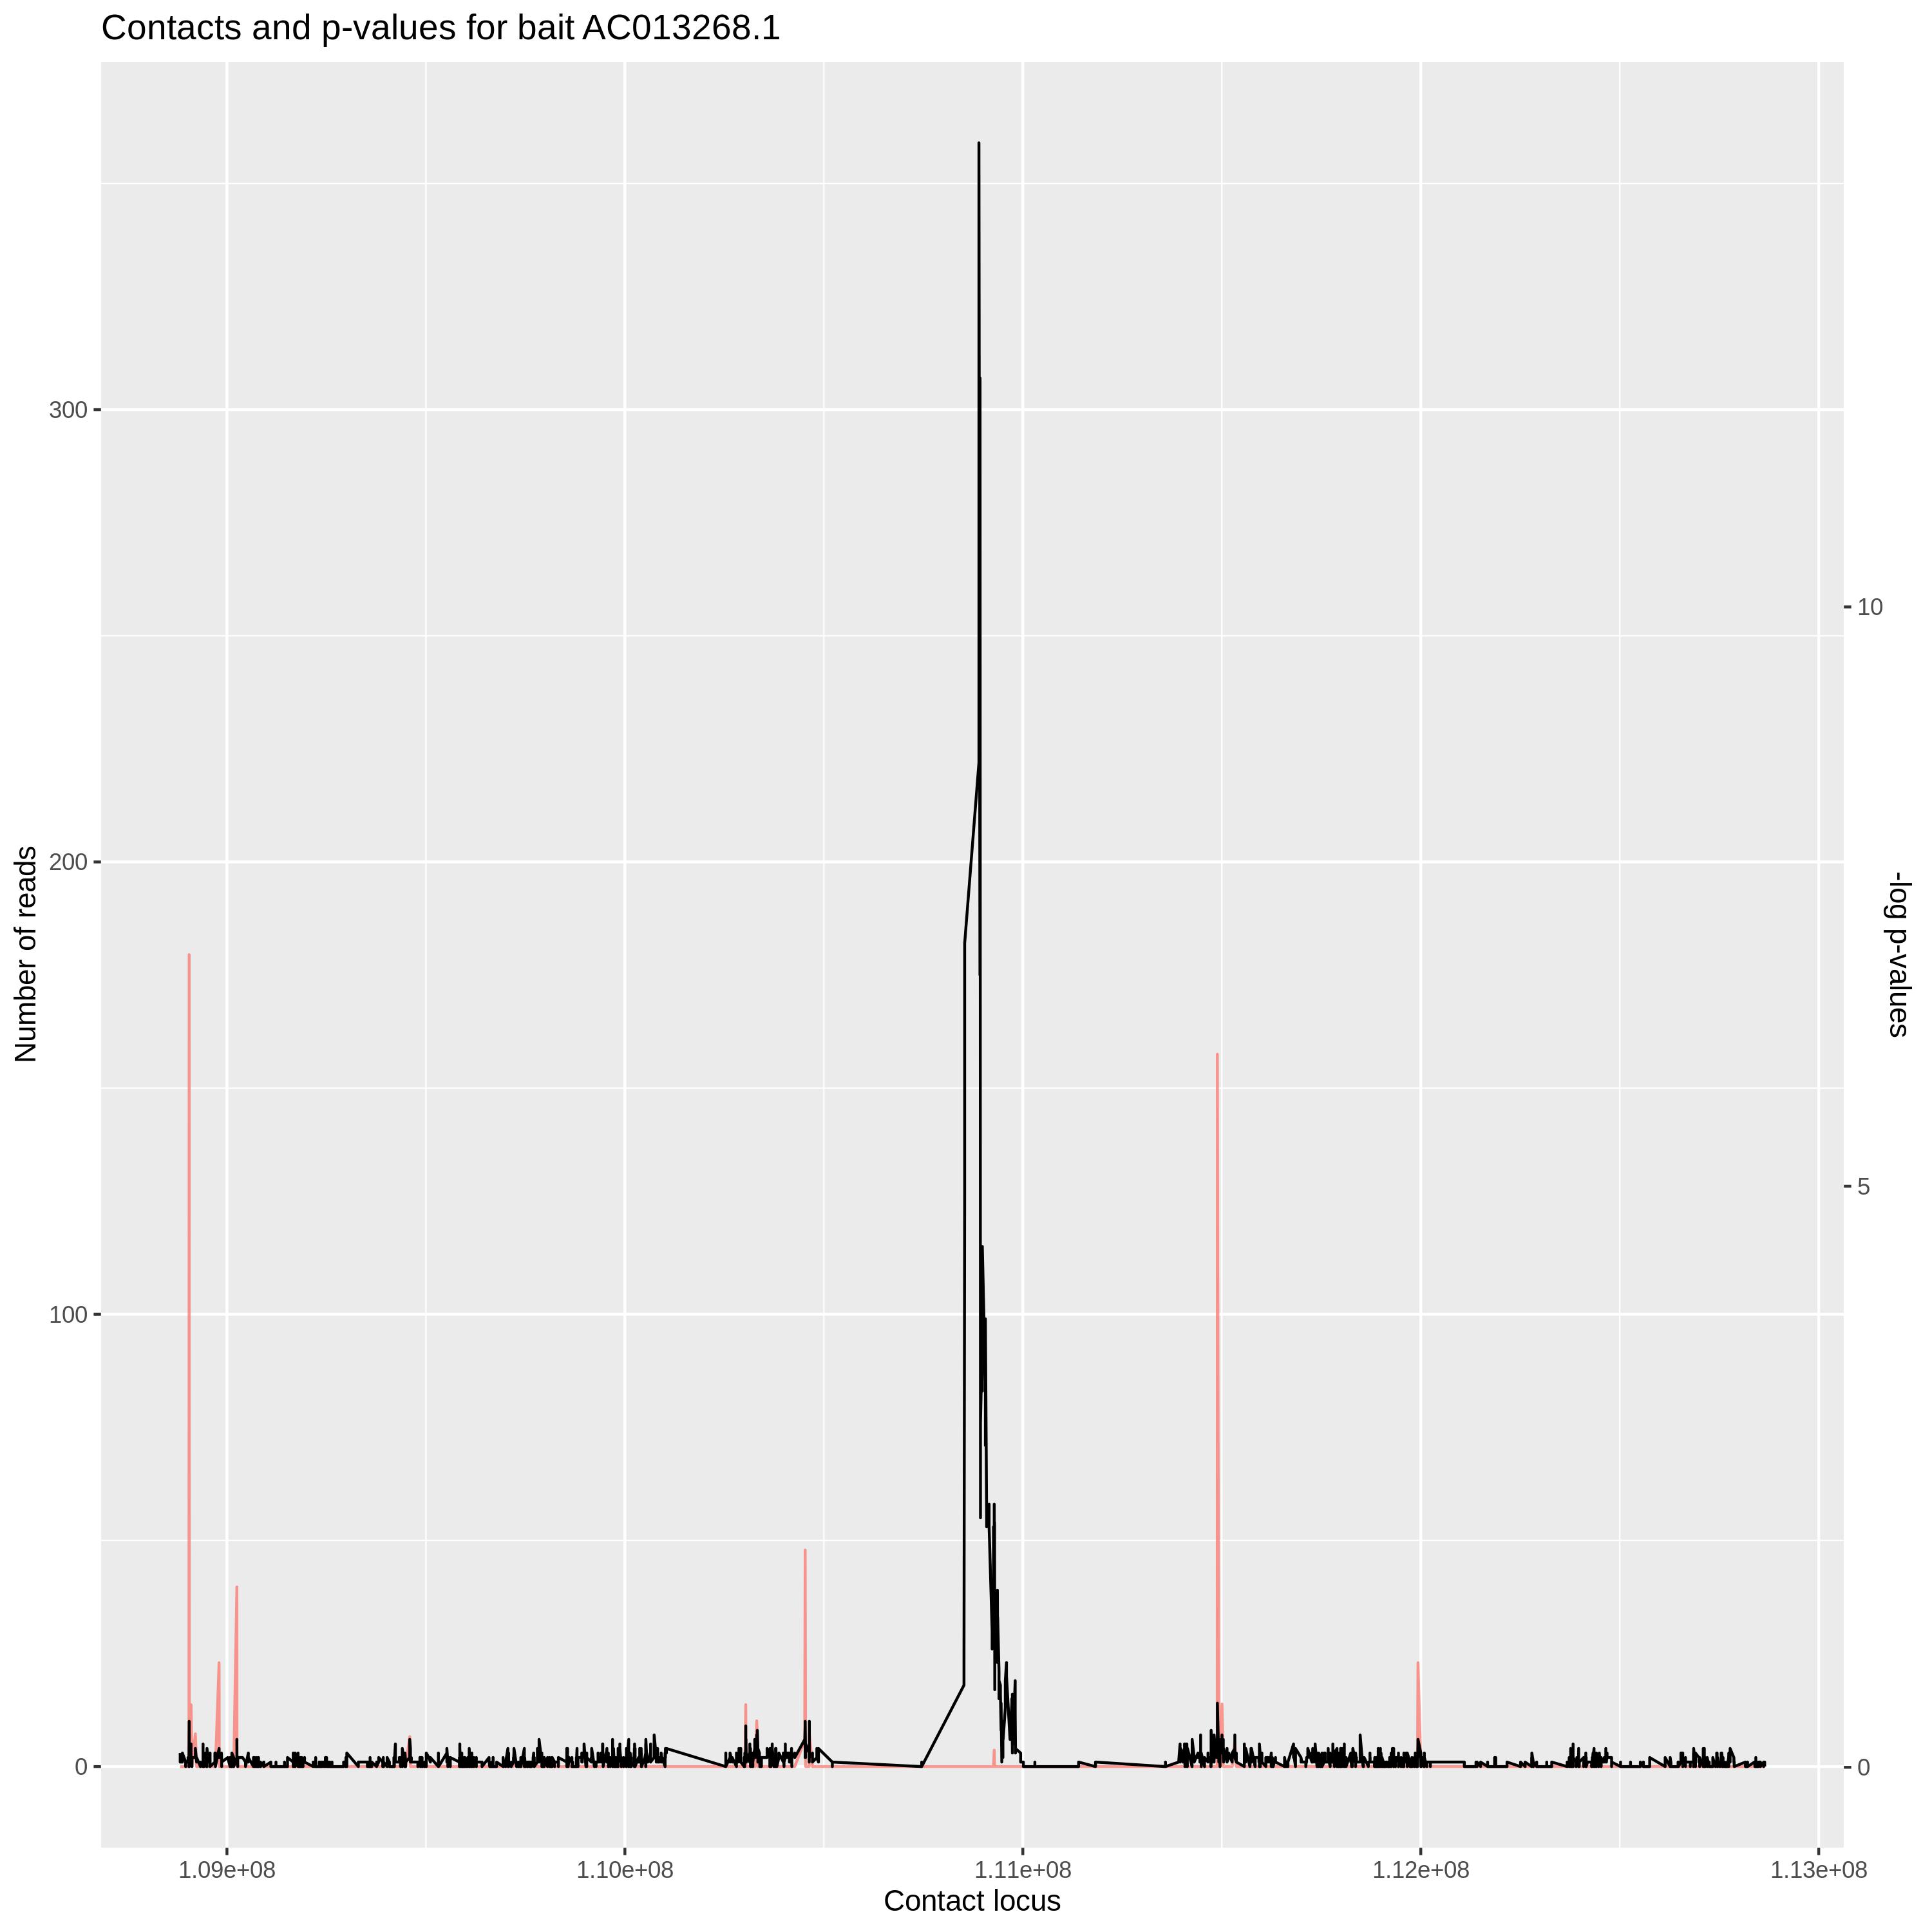 Contacts and p-values for bait AC013268.1
300
200
100
0
10
5
0
Number of reads
-log p-values
1.09e+08
1.10e+08
1.11e+08
1.12e+08
1.13e+08
Contact locus